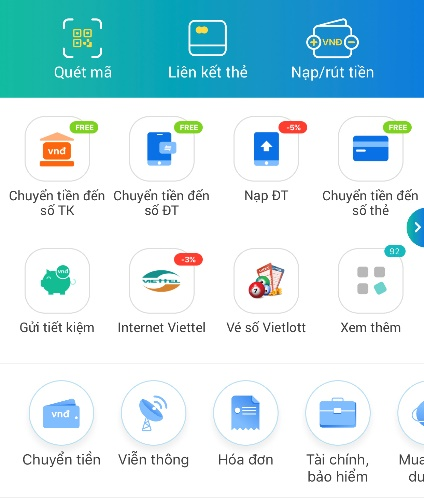 VNĐ
Quét mã
Liên kết thẻ
Nạp/rút tiền
FREE
FREE
-5%
FREE
vnđ
Chuyển tiền đến số TK
Chuyển tiền đến số ĐT
Nạp ĐT
Chuyển tiền đến số thẻ
-3%
92
vnđ
VIETTEL
Gửi tiết kiệm
Internet Viettel
Vé số Vietlott
Xem thêm
vnđ
Chuyển tiền
Viễn thông
Hóa đơn
Tài chính, bảo hiểm
Mua